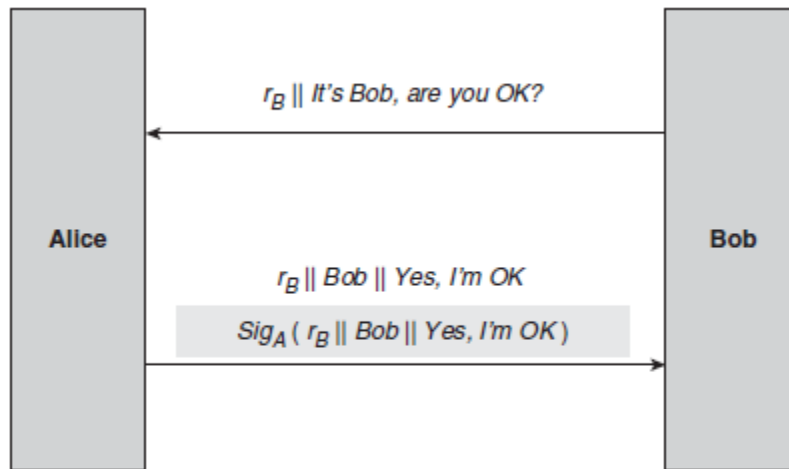 r_B || It's Bob, are you OK?
Alice
Bob
r_B || Bob || Yes, I'm OK
Sig_A ( r_B || Bob || Yes, I'm OK )